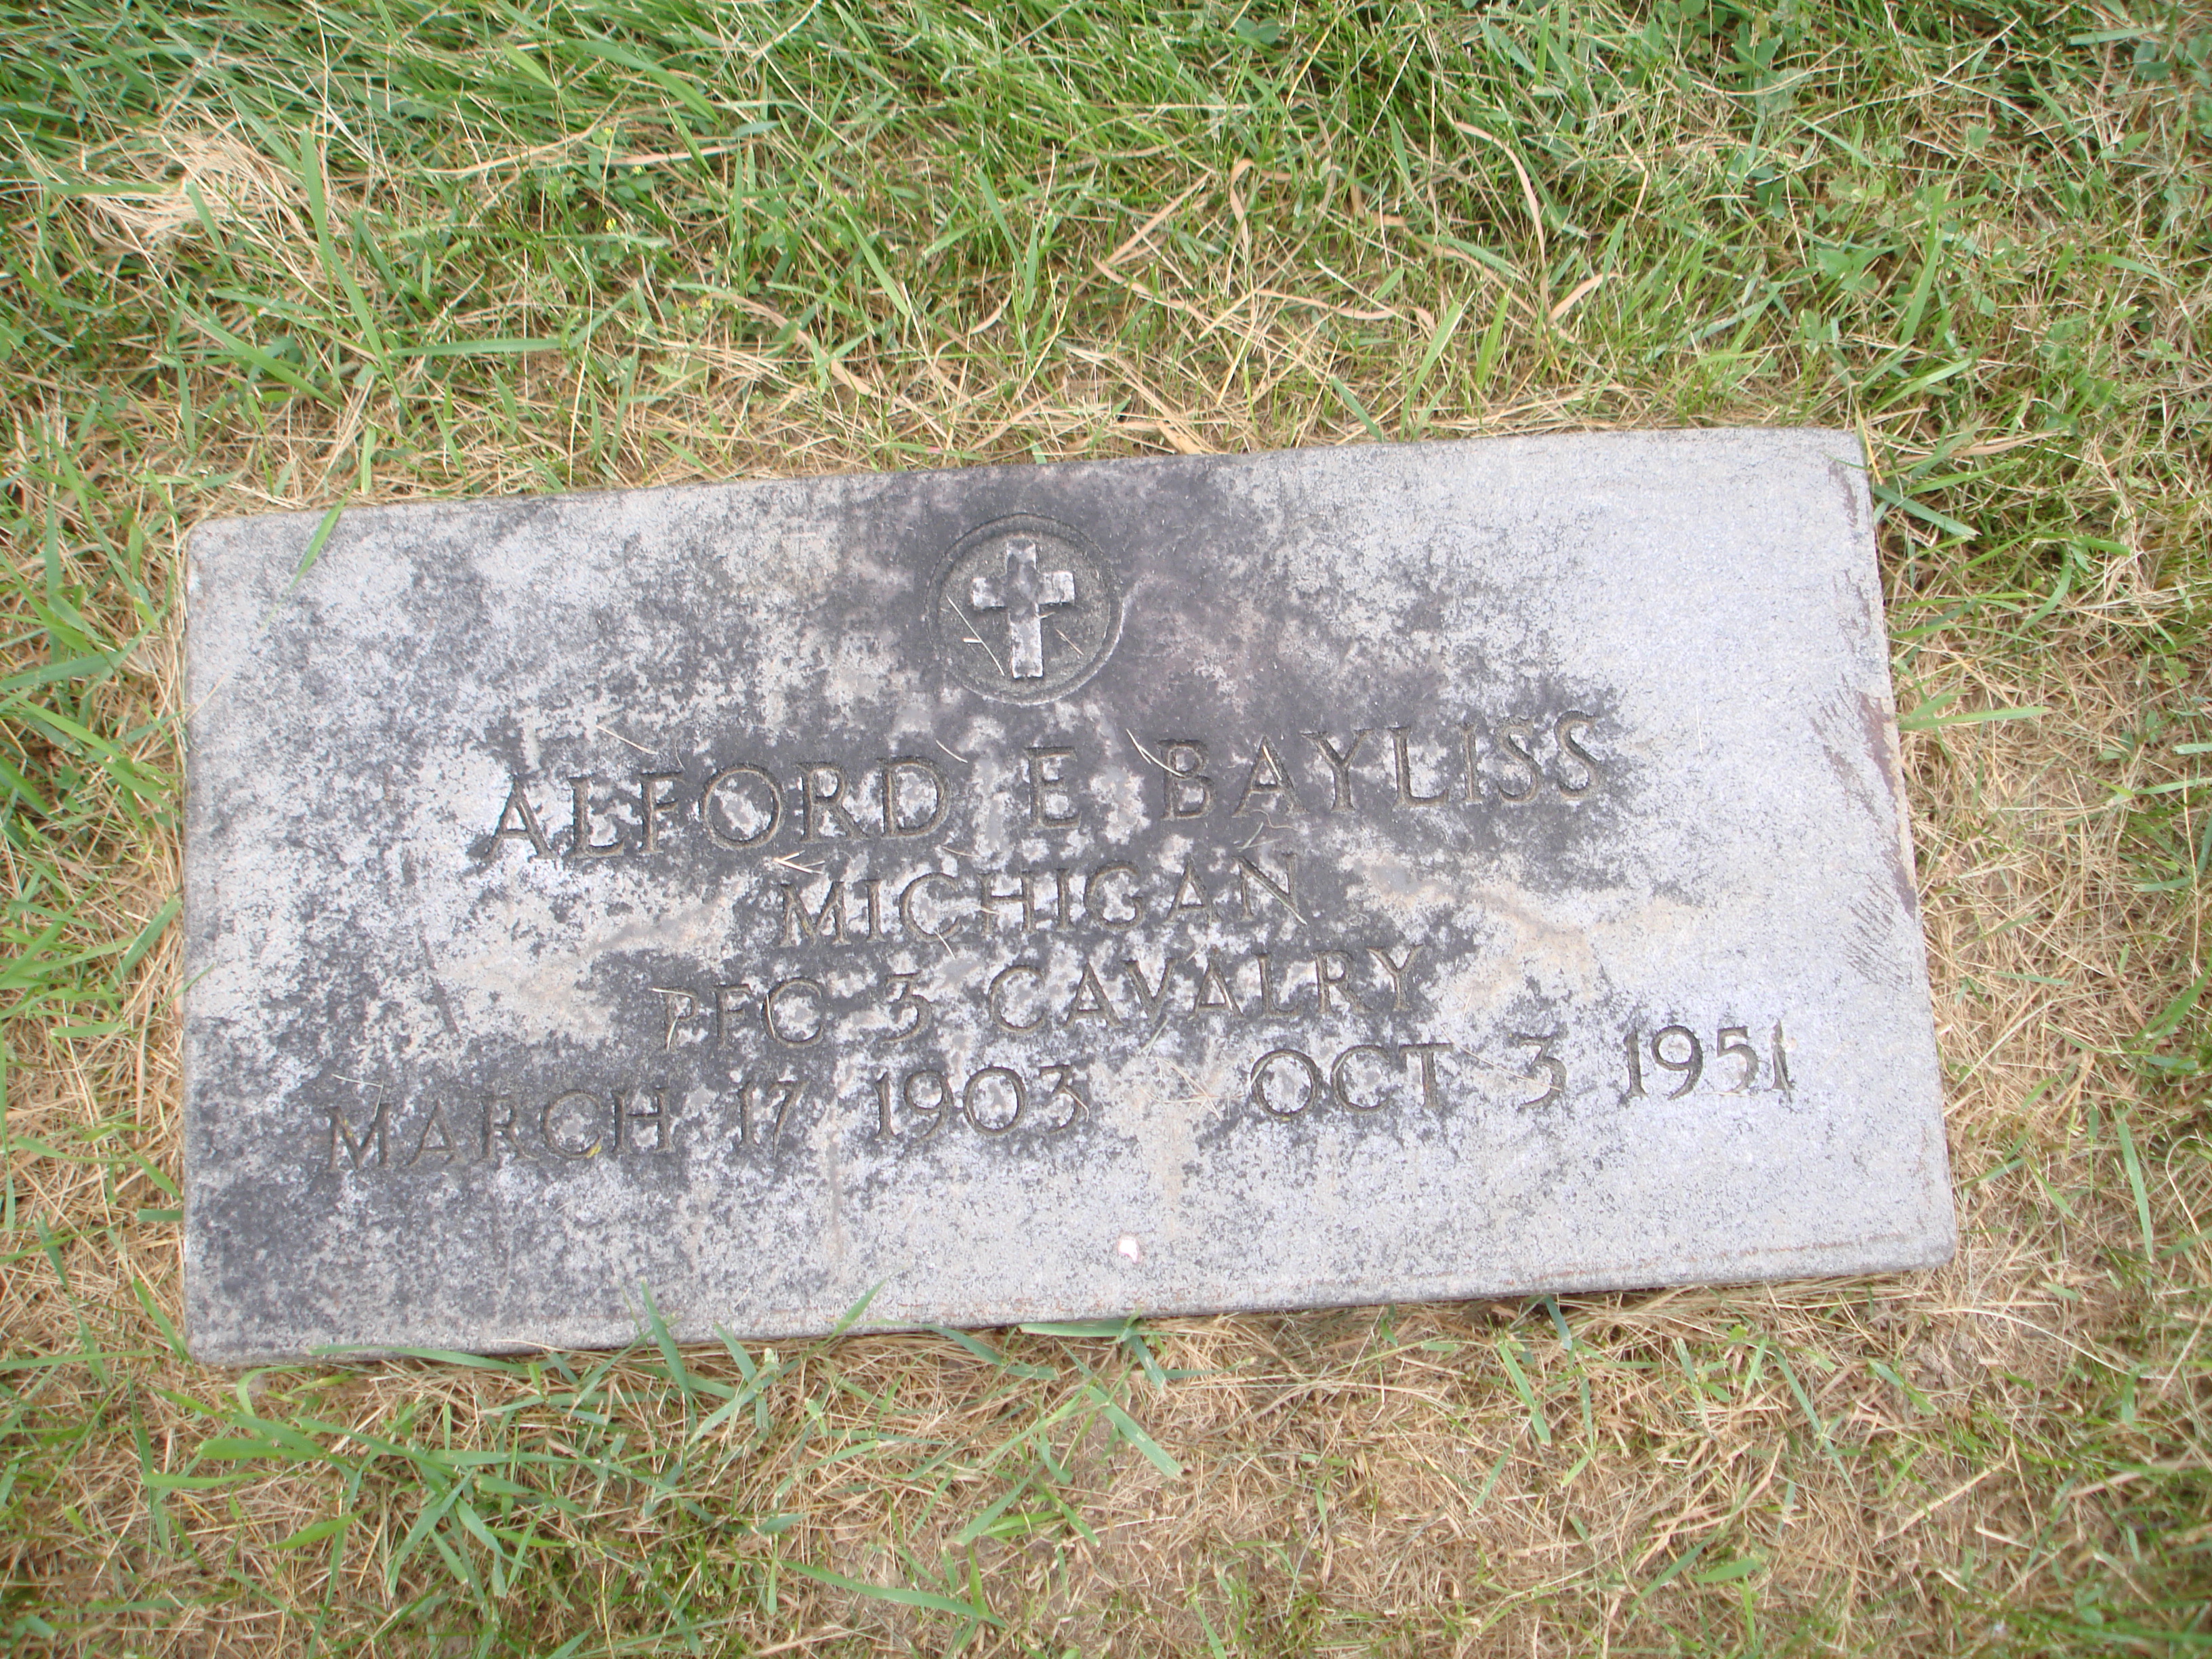 ALFORD E BAYLISS
MICHIGAN
PFC 3 CAVALRY
MARCH 17 1903 OCT 3 1951